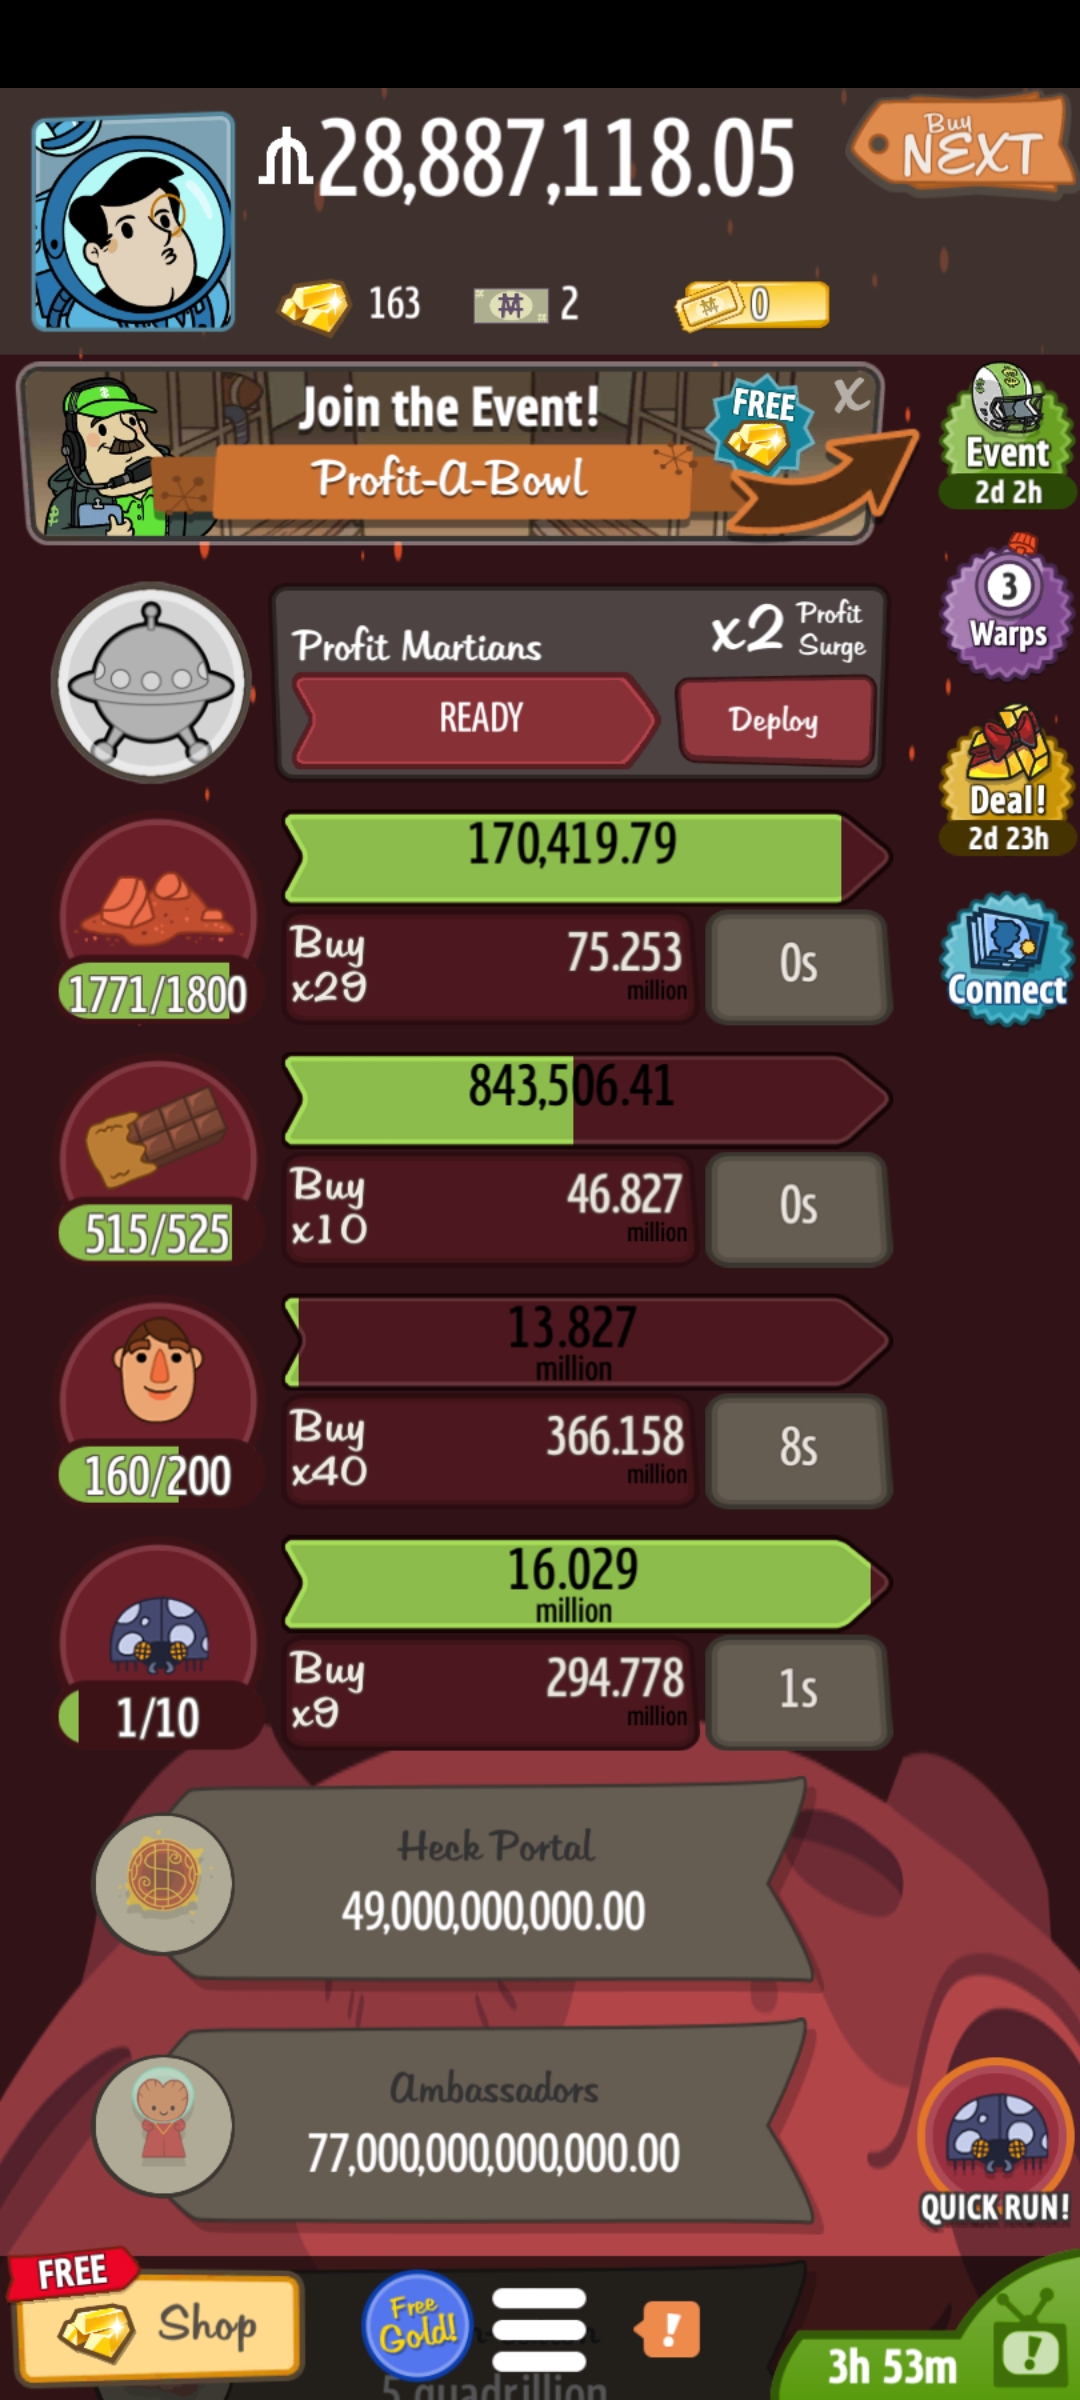 ₼28,887,118.05
Buy
NEXT
163
2
0
Join the Event!
FREE
X
Profit-A-Bowl
Event
2d 2h
3
Warps
Profit Martians
x2 Profit
Surge
READY
Deploy
Deal!
2d 23h
170,419.79
Buy
x29
75.253
million
0s
1771/1800
Connect
843,506.41
Buy
x10
46.827
million
0s
515/525
13.827
million
Buy
x40
366.158
million
8s
160/200
16.029
million
Buy
x9
294.778
million
1s
1/10
Heck Portal
49,000,000,000.00
Ambassadors
77,000,000,000,000.00
QUICK RUN!
FREE
Shop
Free
Gold!
!
5 quadrillion
3h 53m
!